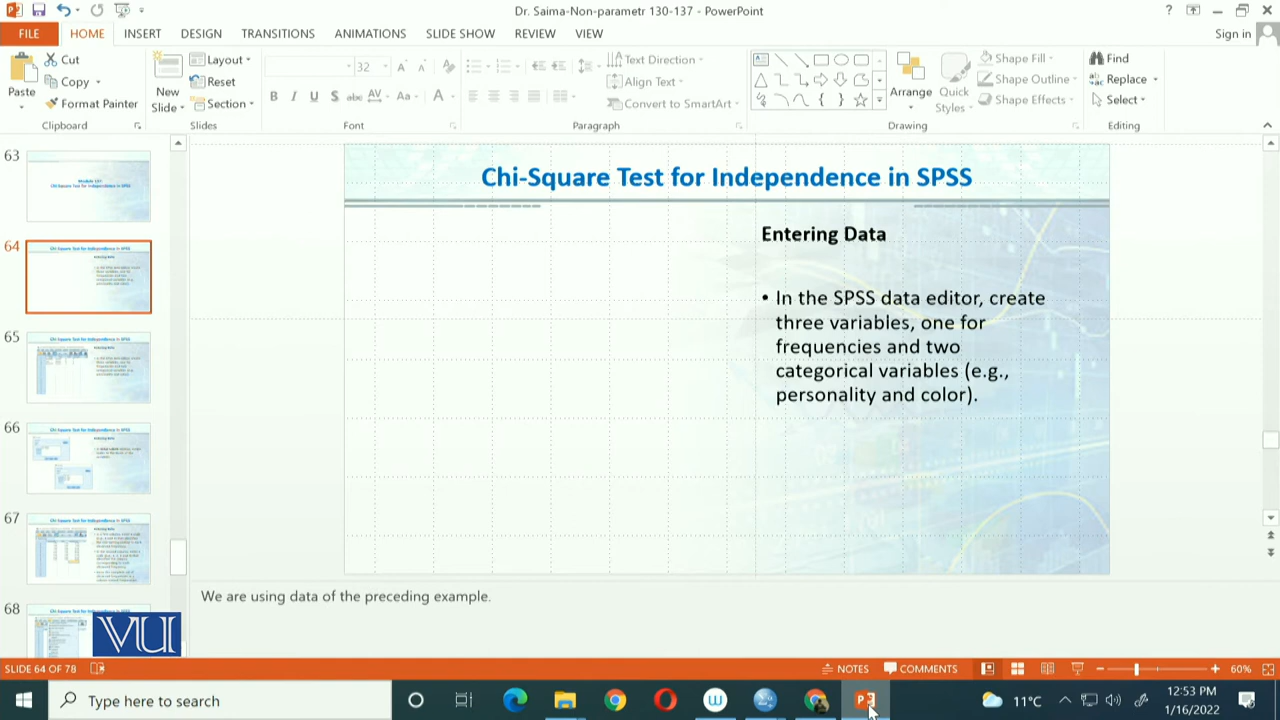 Dr. Saima-Non-parametr 130-137 - PowerPoint
FILE HOME INSERT DESIGN TRANSITIONS ANIMATIONS SLIDE SHOW REVIEW VIEW Sign in
Cut Layout 32 Text Direction Shape Fill Find
Copy Reset Align Text Shape Outline Replace
Paste New Arrange Quick
Format Painter Slide Section Convert to SmartArt Styles Shape Effects Select
Clipboard Slides Font Paragraph Drawing Editing
63
64
65
66
67
68
Chi-Square Test for Independence in SPSS
Entering Data
• In the SPSS data editor, create
three variables, one for
frequencies and two
categorical variables (e.g.,
personality and color).
We are using data of the preceding example.
VU
SLIDE 64 OF 78 NOTES COMMENTS 60%
Type here to search 11°C 12:53 PM
1/16/2022